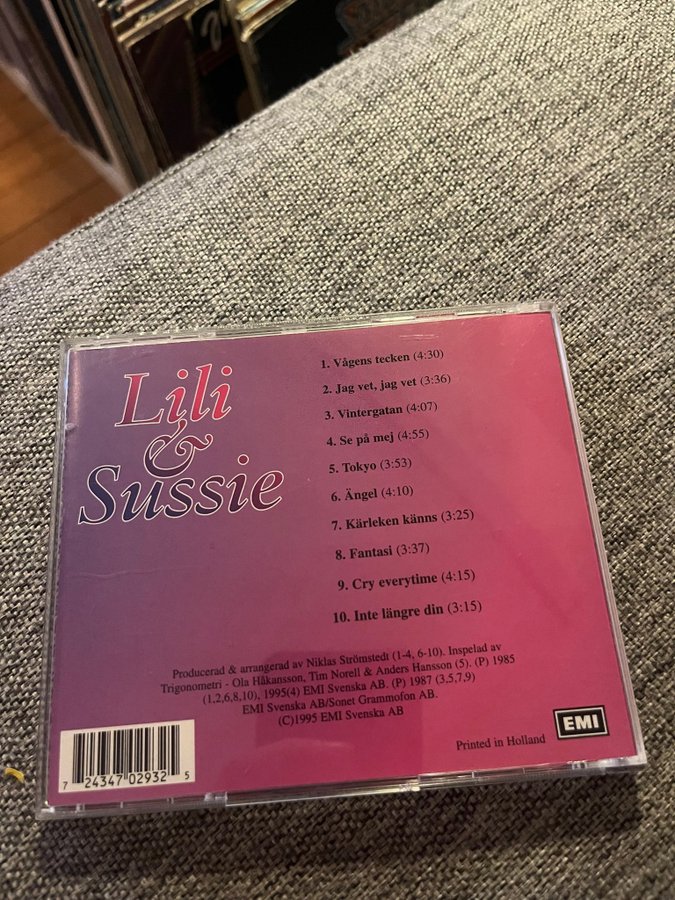 Lili
&
Sussie
1. Vågens tecken (4:30)
2. Jag vet, jag vet (3:36)
3. Vintergatan (4:07)
4. Se på mej (4:55)
5. Tokyo (3:53)
6. Ängel (4:10)
7. Kärleken känns (3:25)
8. Fantasi (3:37)
9. Cry everytime (4:15)
10. Inte längre din (3:15)
Producerad & arrangerad av Niklas Strömstedt (1-4, 6-10). Inspelad av
Trigonometri - Ola Håkansson, Tim Norell & Anders Hansson (5). (P) 1985
(1,2,6,8,10), 1995(4) EMI Svenska AB. (P) 1987 (3,5,7,9)
EMI Svenska AB/Sonet Grammofon AB.
(C)1995 EMI Svenska AB
Printed in Holland
EMI
7 24347 02932 5